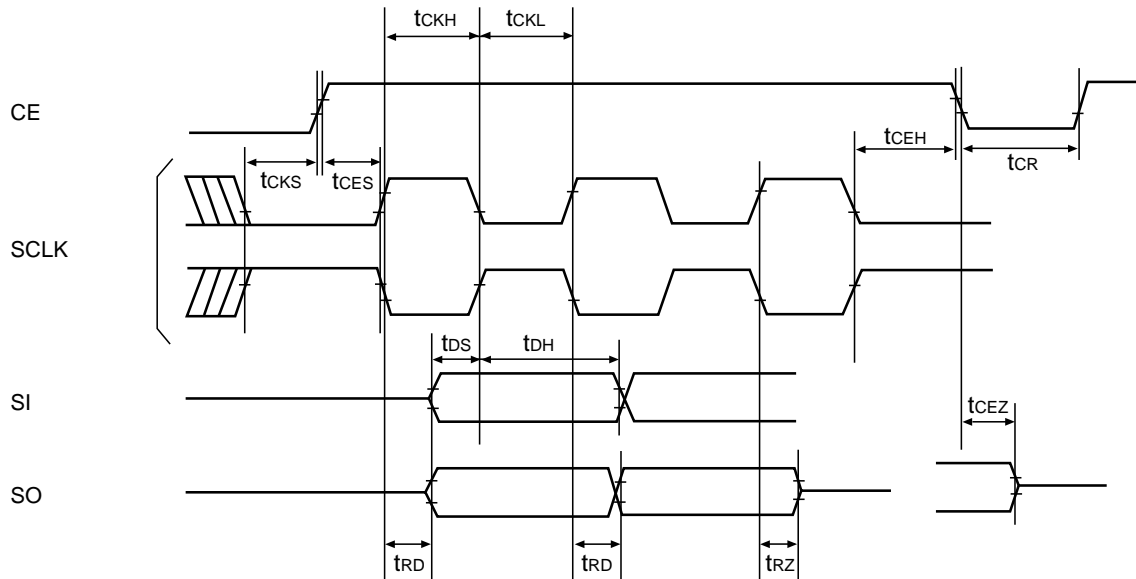 tCKH tCKL
CE
tCEH
tCKS tCES tCR
SCLK
tDS tDH
SI
tCEZ
SO
tRD tRD tRZ